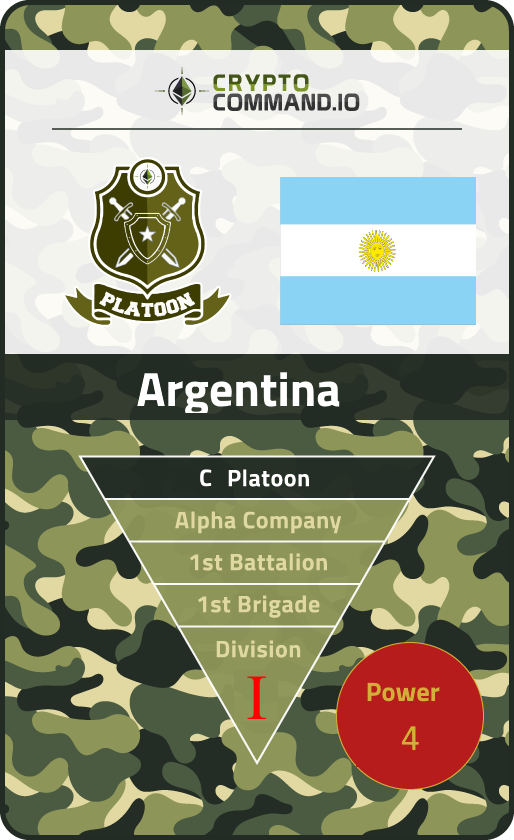 CRYPTO
COMMAND.IO
PLATOON
Argentina
C Platoon
Alpha Company
1st Battalion
1st Brigade
Division
I
Power
4